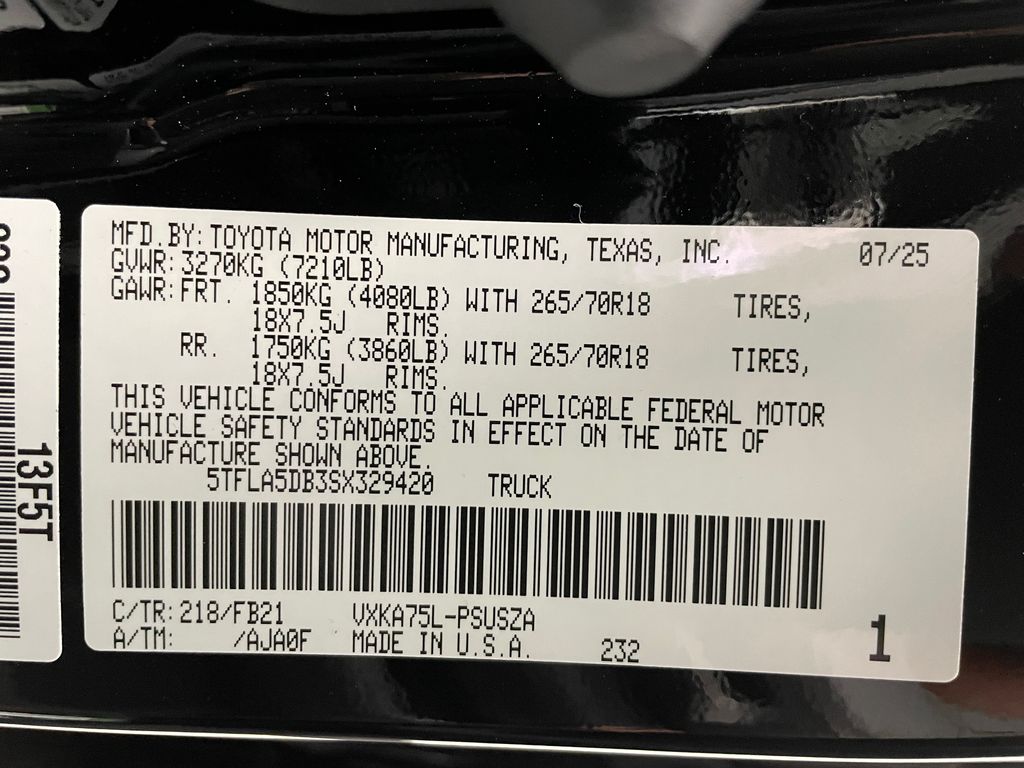 MFD.BY: TOYOTA MOTOR MANUFACTURING, TEXAS, INC. 07/25
GVWR: 3270KG (7210LB)
GAWR: FRT. 1850KG (4080LB) WITH 265/70R18 TIRES,
18X7.5J RIMS.
RR. 1750KG (3860LB) WITH 265/70R18 TIRES,
18X7.5J RIMS.
THIS VEHICLE CONFORMS TO ALL APPLICABLE FEDERAL MOTOR
VEHICLE SAFETY STANDARDS IN EFFECT ON THE DATE OF
MANUFACTURE SHOWN ABOVE.
5TFLA5DB3SX329420 TRUCK
C/TR: 218/FB21 VXKA75L-PSUSZA
A/TM: /AJA0F MADE IN U.S.A. 232
1
13F5T